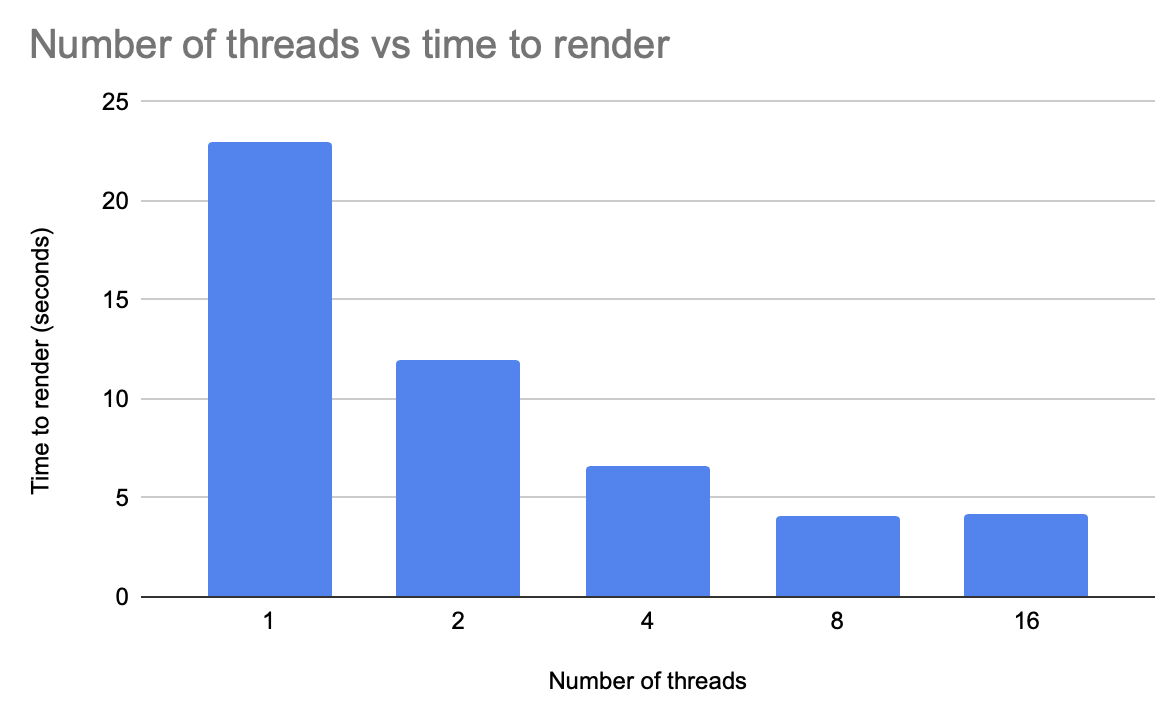 Number of threads vs time to render
Time to render (seconds)
25
20
15
10
5
0
1 2 4 8 16
Number of threads